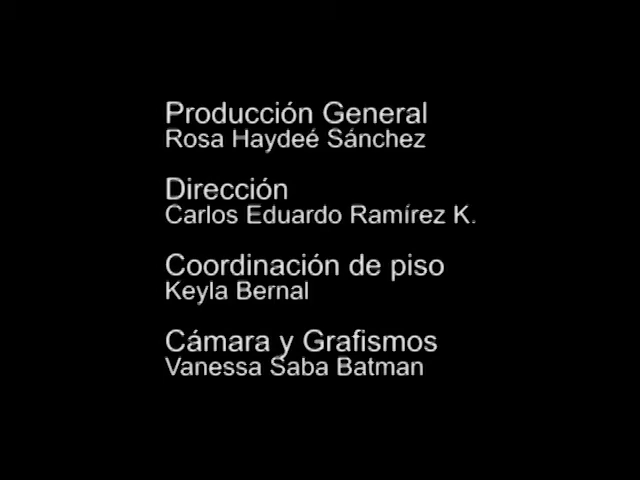 Producción General
Rosa Haydeé Sánchez
Dirección
Carlos Eduardo Ramírez K.
Coordinación de piso
Keyla Bernal
Cámara y Grafismos
Vanessa Saba Batman